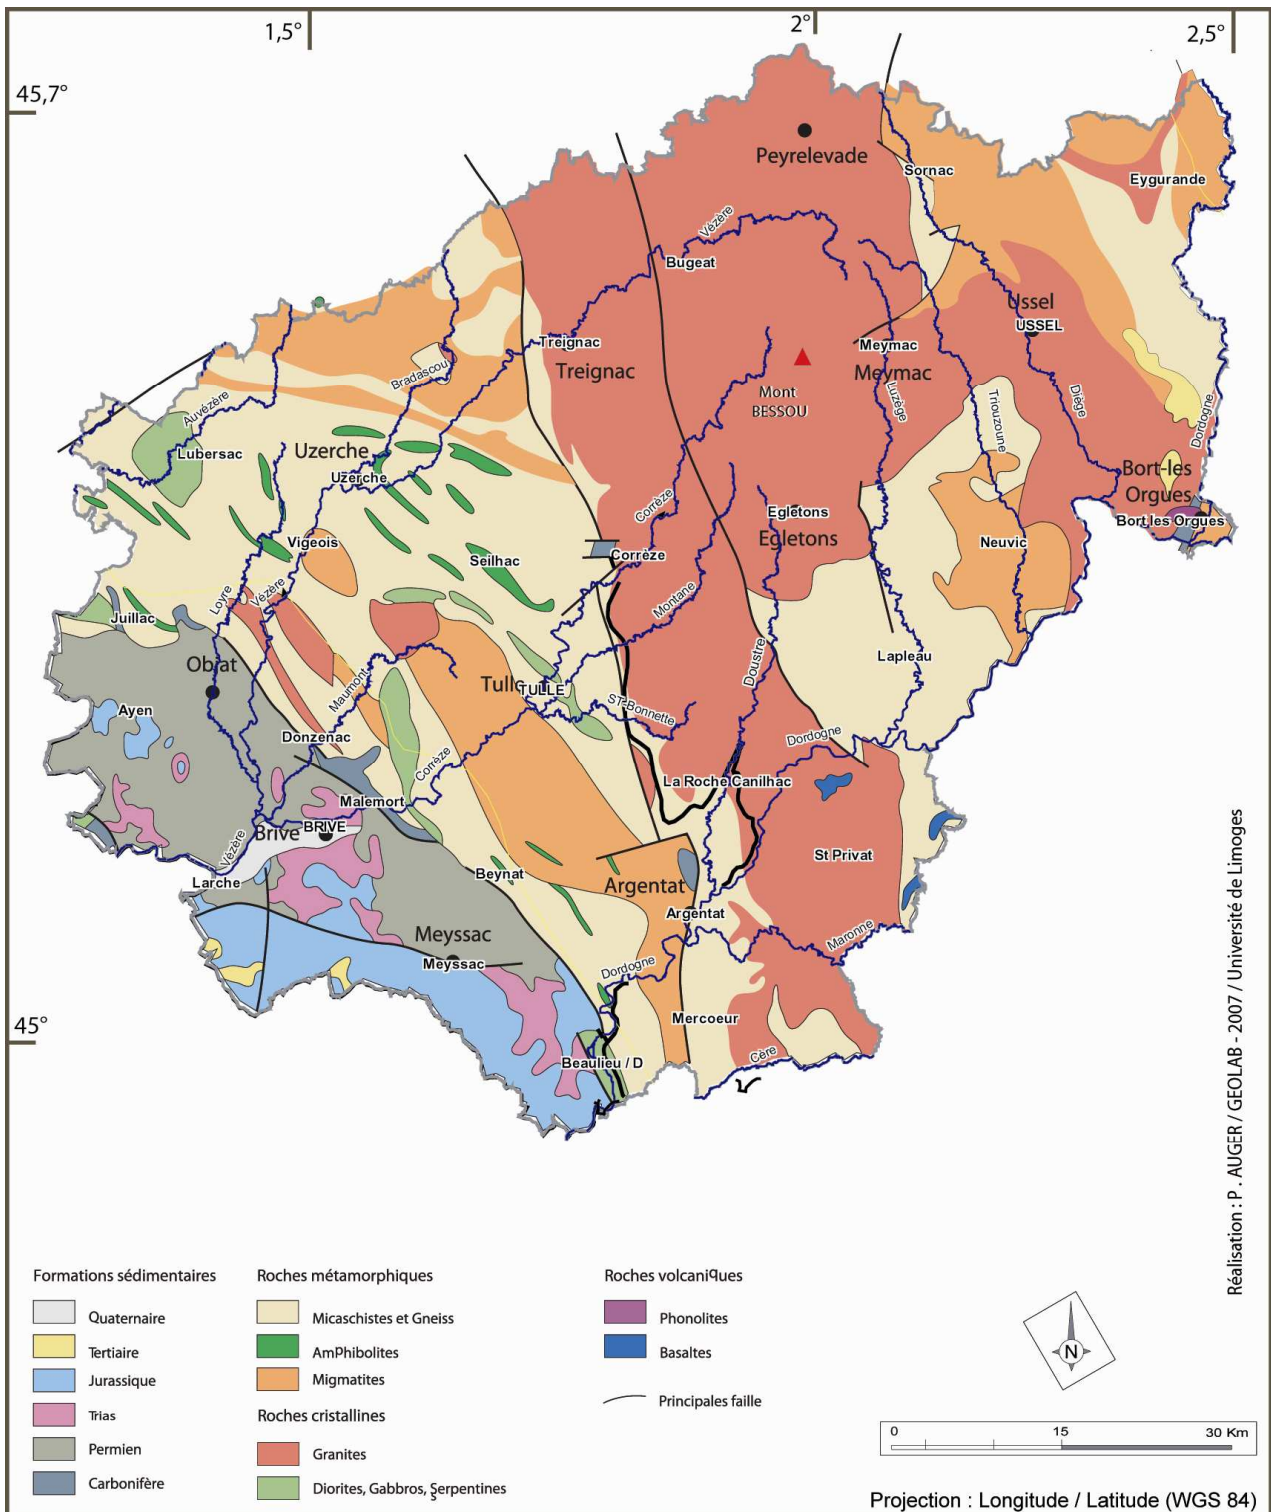 1,5°
2°
2,5°
45,7°
Peyrelevade
Sornac
Eygurande
Vézère
Bugeat
Ussel
USSEL
Treignac
Treignac
Meymac
Meymac
Mont
BESSOU
Bradascou
Luzège
Triouzoune
Diège
Dordogne
Auvézère
Lubersac
Uzerche
Uzerche
Bort-les
Orgues
Bort les Orgues
Corrèze
Egletons
Egletons
Vigeois
Neuvic
Seilhac
Corrèze
Loyre
Vézère
Montane
Juillac
Doustre
Lapleau
Objat
Maumont
Tulle
TULLE
ST-Bonnette
Ayen
Donzenac
Dordogne
Corrèze
La Roche Canilhac
Malemort
Brive
BRIVE
Vézère
St Privat
Larche
Beynat
Argentat
Argentat
Meyssac
Meyssac
Maronne
Dordogne
Mercoeur
45°
Cère
Beaulieu / D
Réalisation : P . AUGER / GEOLAB - 2007 / Université de Limoges
Formations sédimentaires
Quaternaire
Tertiaire
Jurassique
Trias
Permien
Carbonifère
Roches métamorphiques
Micaschistes et Gneiss
AmPhibolites
Migmatites
Roches cristallines
Granites
Diorites, Gabbros, Serpentines
Roches volcaniques
Phonolites
Basaltes
Principales faille
N
0 15 30 Km
Projection : Longitude / Latitude (WGS 84)